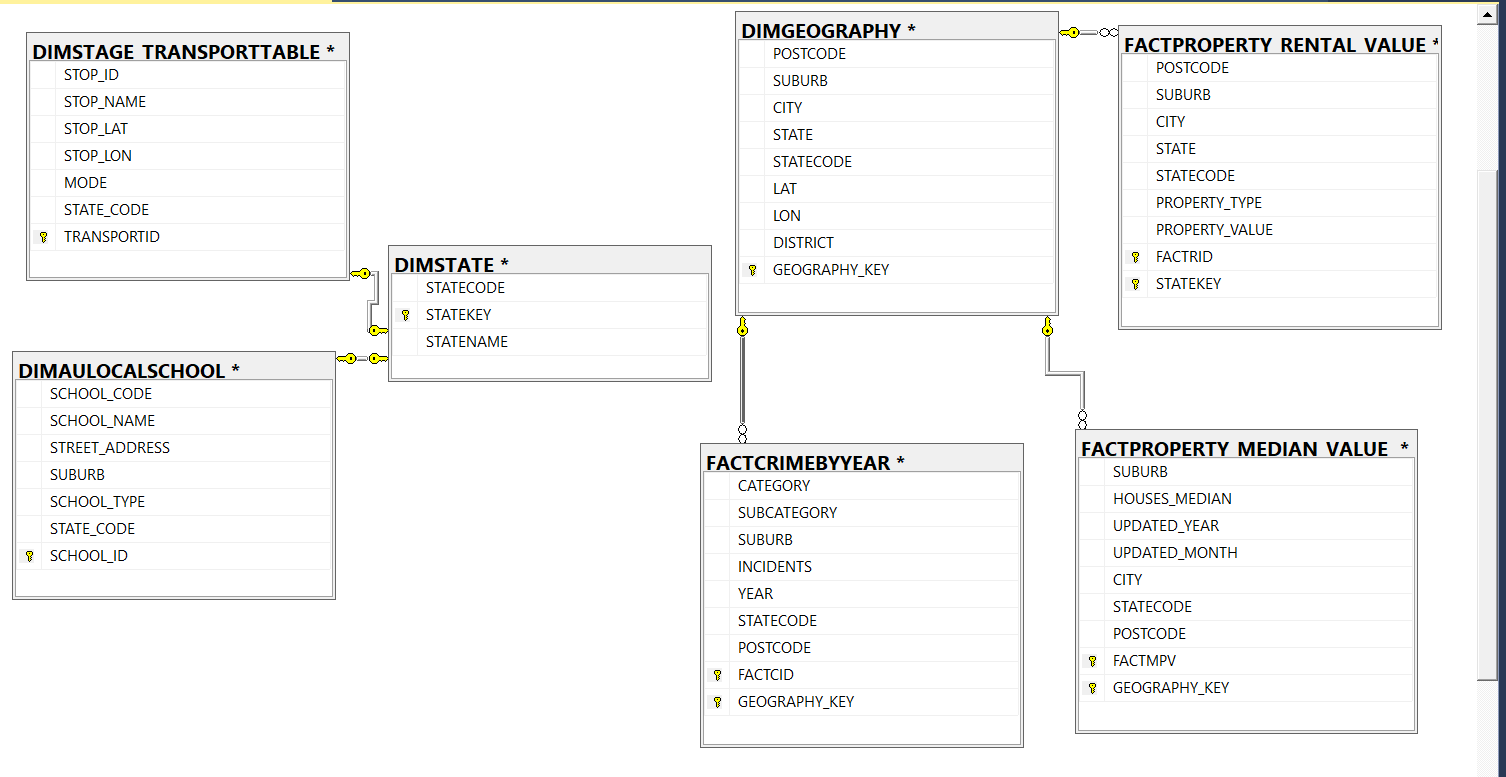 DIMSTAGE_TRANSPORTTABLE *
STOP_ID
STOP_NAME
STOP_LAT
STOP_LON
MODE
STATE_CODE
TRANSPORTID
DIMSTATE *
STATECODE
STATEKEY
STATENAME
DIMAULOCALSCHOOL *
SCHOOL_CODE
SCHOOL_NAME
STREET_ADDRESS
SUBURB
SCHOOL_TYPE
STATE_CODE
SCHOOL_ID
DIMGEOGRAPHY *
POSTCODE
SUBURB
CITY
STATE
STATECODE
LAT
LON
DISTRICT
GEOGRAPHY_KEY
FACTPROPERTY_RENTAL_VALUE *
POSTCODE
SUBURB
CITY
STATE
STATECODE
PROPERTY_TYPE
PROPERTY_VALUE
FACTRID
STATEKEY
FACTCRIMEBYYEAR *
CATEGORY
SUBCATEGORY
SUBURB
INCIDENTS
YEAR
STATECODE
POSTCODE
FACTCID
GEOGRAPHY_KEY
FACTPROPERTY_MEDIAN_VALUE_ *
SUBURB
HOUSES_MEDIAN
UPDATED_YEAR
UPDATED_MONTH
CITY
STATECODE
POSTCODE
FACTMPV
GEOGRAPHY_KEY